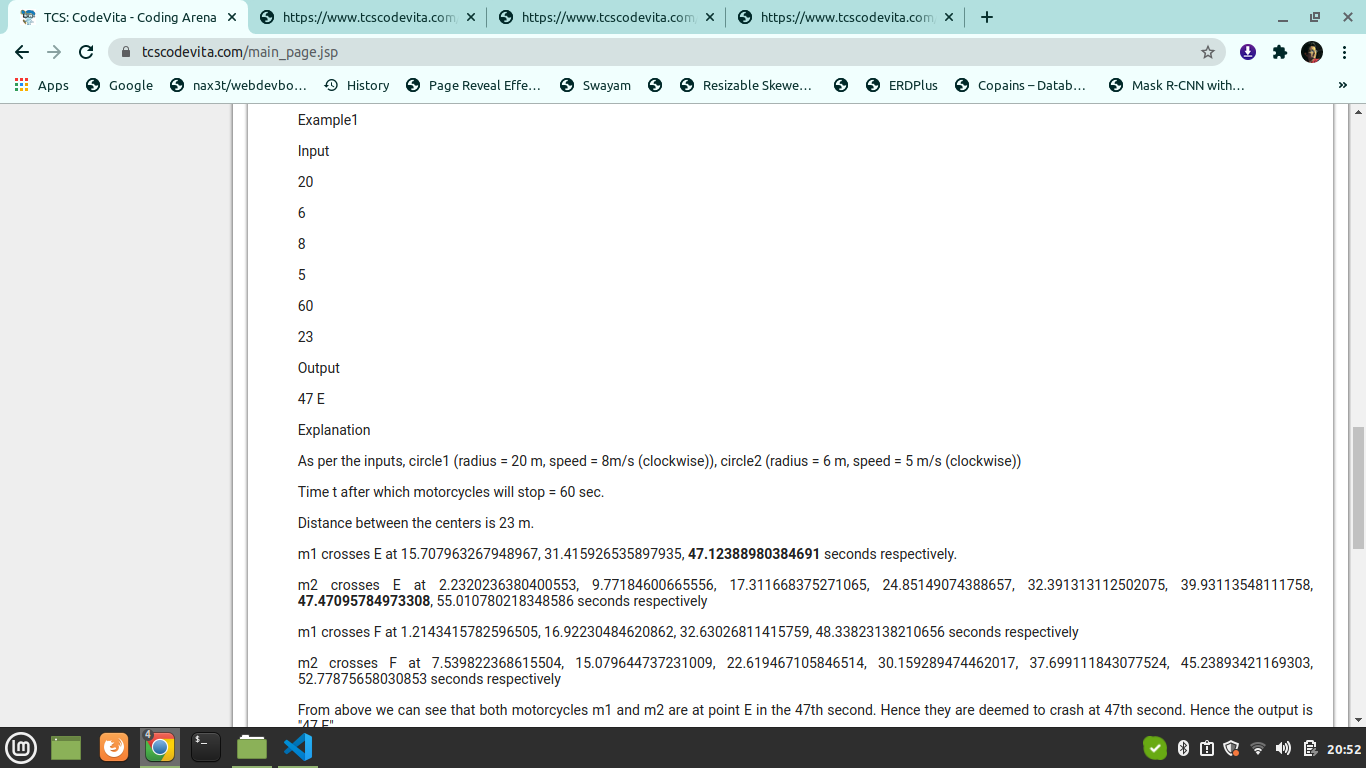 TCS: CodeVita - Coding Arena
https://www.tcscodevita.com
https://www.tcscodevita.com
https://www.tcscodevita.com
tcscodevita.com/main_page.jsp
Apps Google nax3t/webdevbo... History Page Reveal Effe... Swayam Resizable Skewe... ERDPlus Copains – Datab... Mask R-CNN with... »
Example1
Input
20
6
8
5
60
23
Output
47 E
Explanation
As per the inputs, circle1 (radius = 20 m, speed = 8m/s (clockwise)), circle2 (radius = 6 m, speed = 5 m/s (clockwise))
Time t after which motorcycles will stop = 60 sec.
Distance between the centers is 23 m.
m1 crosses E at 15.707963267948967, 31.415926535897935, 47.12388980384691 seconds respectively.
m2 crosses E at 2.2320236380400553, 9.77184600665556, 17.311668375271065, 24.85149074388657, 32.391313112502075, 39.93113548111758,
47.47095784973308, 55.010780218348586 seconds respectively
m1 crosses F at 1.2143415782596505, 16.92230484620862, 32.63026811415759, 48.33823138210656 seconds respectively
m2 crosses F at 7.539822368615504, 15.079644737231009, 22.619467105846514, 30.159289474462017, 37.699111843077524, 45.23893421169303,
52.77875658030853 seconds respectively
From above we can see that both motorcycles m1 and m2 are at point E in the 47th second. Hence they are deemed to crash at 47th second. Hence the output is
"47 E"
4
$_
20:52